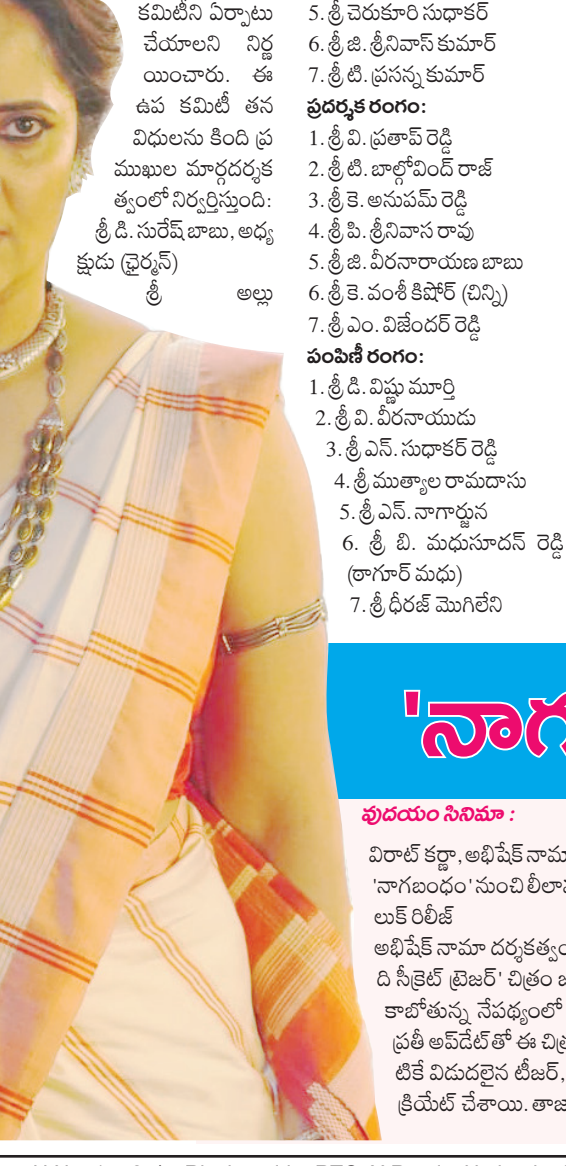 కమిటీని ఏర్పాటు
చేయాలని నిర్ణ
యించారు. ఈ
ఉప కమిటీ తన
విధులను కింది ప్ర
ముఖుల మార్గదర్శక
త్వంలో నిర్వర్తిస్తుంది:
శ్రీ డి. సురేష్ బాబు, అధ్య
క్షుడు (ఛైర్మన్)
శ్రీ అల్లు
5. శ్రీ చెరుకూరి సుధాకర్
6. శ్రీ జి. శ్రీనివాస్ కుమార్
7. శ్రీ టి. ప్రసన్న కుమార్
ప్రదర్శక రంగం:
1. శ్రీ వి. ప్రతాప్ రెడ్డి
2. శ్రీ టి. బాల్గోవింద్ రాజ్
3. శ్రీ కె. అనుపమ్ రెడ్డి
4. శ్రీ పి. శ్రీనివాస రావు
5. శ్రీ జి. వీరనారాయణ బాబు
6. శ్రీ కె. వంశీ కిషోర్ (చిన్ని)
7. శ్రీ ఎం. విజేందర్ రెడ్డి
పంపిణీ రంగం:
1. శ్రీ డి. విష్ణు మూర్తి
2. శ్రీ వి. వీరనాయుడు
3. శ్రీ ఎన్. సుధాకర్ రెడ్డి
4. శ్రీ ముత్యాల రామదాసు
5. శ్రీ ఎన్. నాగార్జున
6. శ్రీ బి. మధుసూదన్ రెడ్డి
(ఠాగూర్ మధు)
7. శ్రీ ధీరజ్ మొగిలేని
'నాగ
వుదయం సినిమా :
విరాట్ కర్ణా, అభిషేక్ నామా
'నాగబంధం' నుంచి
లుక్ రిలీజ్
అభిషేక్ నామా దర్శకత్వం
ది సీక్రెట్ ట్రెజర్' చిత్రం
కాబోతున్న నేపథ్యంలో
ప్రతీ అప్‌డేట్‌తో ఈ
టికే విడుదలైన టీజర్,
క్రియేట్ చేశాయి.